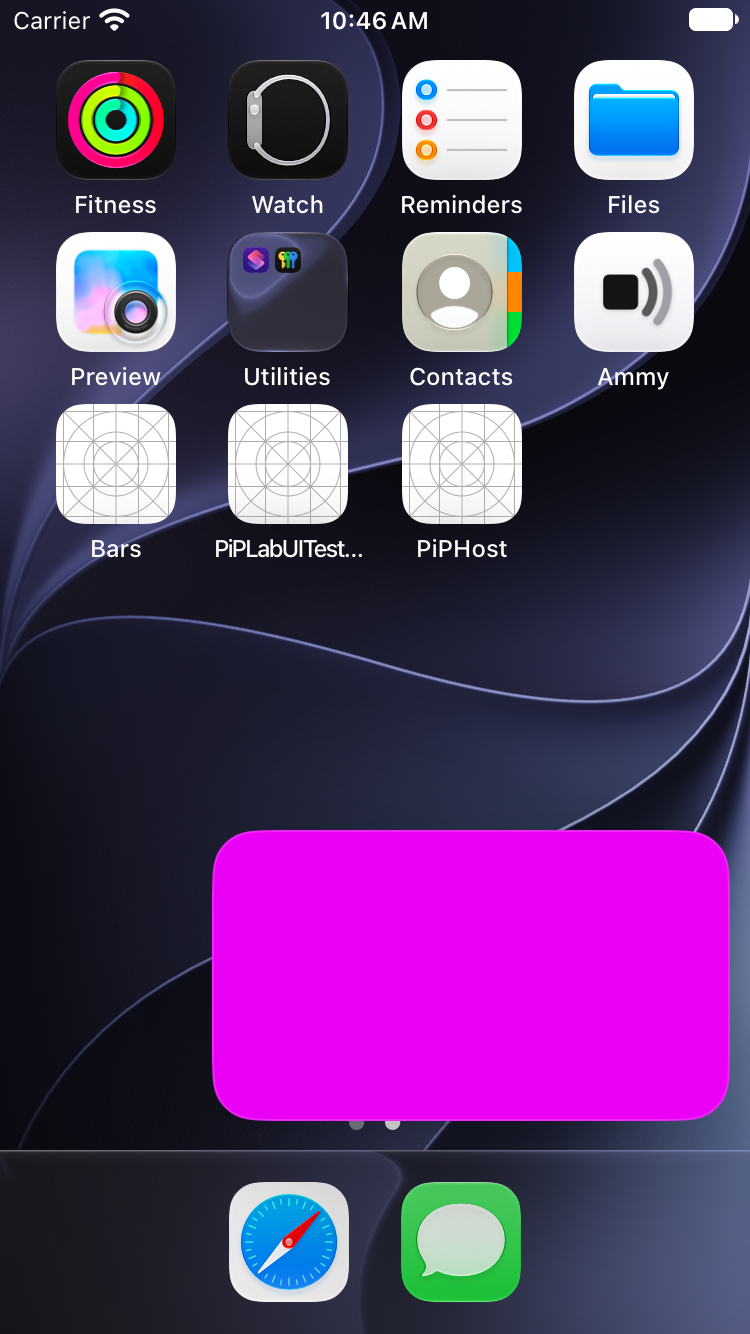 Carrier 10:46 AM
Fitness Watch Reminders Files
Preview Utilities Contacts Ammy
Bars PiPLabUITest... PiPHost